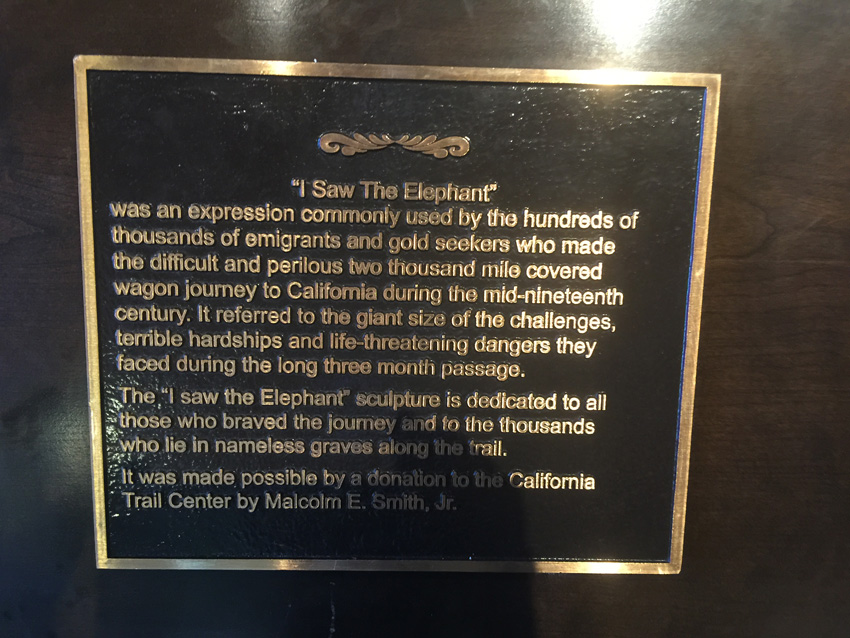 "I Saw The Elephant"
was an expression commonly used by the hundreds of
thousands of emigrants and gold seekers who made
the difficult and perilous two thousand mile covered
wagon journey to California during the mid-nineteenth
century. It referred to the giant size of the challenges,
terrible hardships and life-threatening dangers they
faced during the long three month passage.
The "I saw the Elephant" sculpture is dedicated to all
those who braved the journey and to the thousands
who lie in nameless graves along the trail.
It was made possible by a donation to the California
Trail Center by Malcolm E. Smith, Jr.